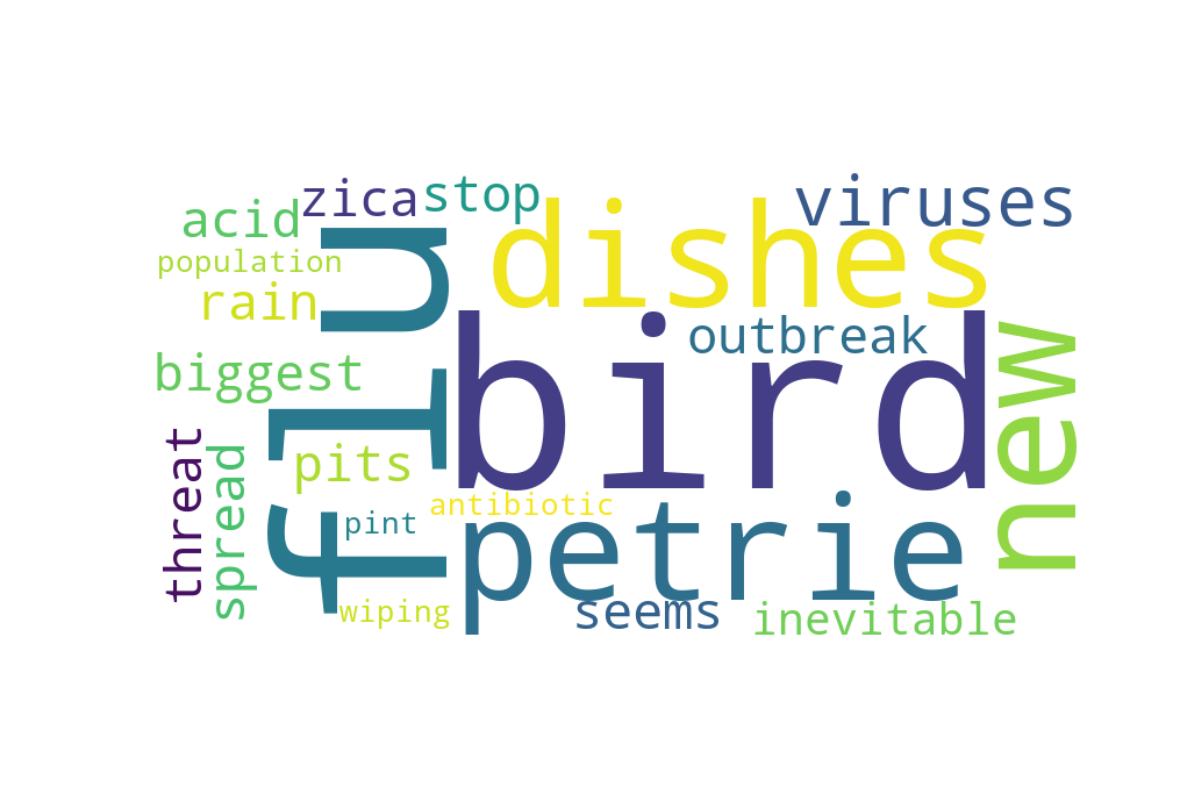 zica
stop
viruses
acid
dishes
population
rain
flu
bird
outbreak
new
biggest
threat
spread
pits
antibiotic
pint
petrie
wiping
seems
inevitable